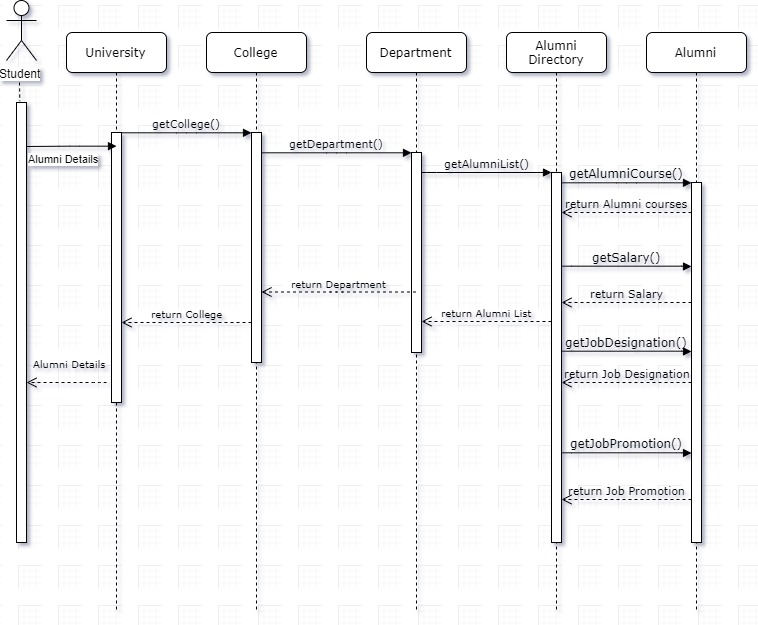 Student
University
College
Department
Alumni
Directory
Alumni
getCollege()
Alumni Details
getDepartment()
getAlumniList()
getAlumniCourse()
return Alumni courses
getSalary()
return Department
return Salary
return College
return Alumni List
getJobDesignation()
Alumni Details
return Job Designation
getJobPromotion()
return Job Promotion